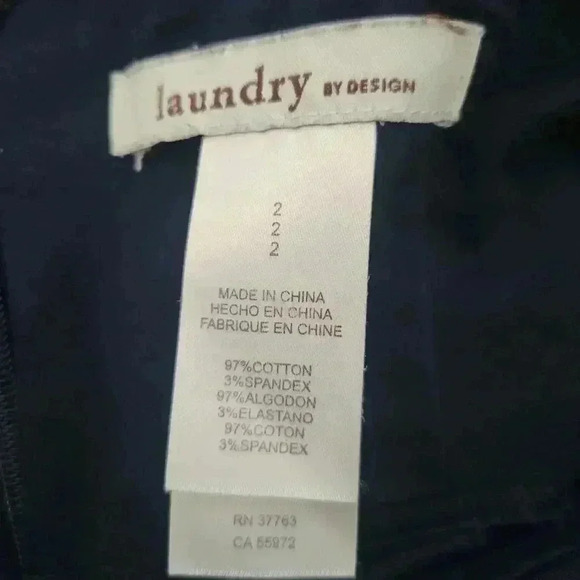 laundry BY DESIGN
2
2
2
MADE IN CHINA
HECHO EN CHINA
FABRIQUE EN CHINE
97%COTTON
3%SPANDEX
97%ALGODON
3%ELASTANO
97%COTON
3%SPANDEX
RN 37763
CA 55972